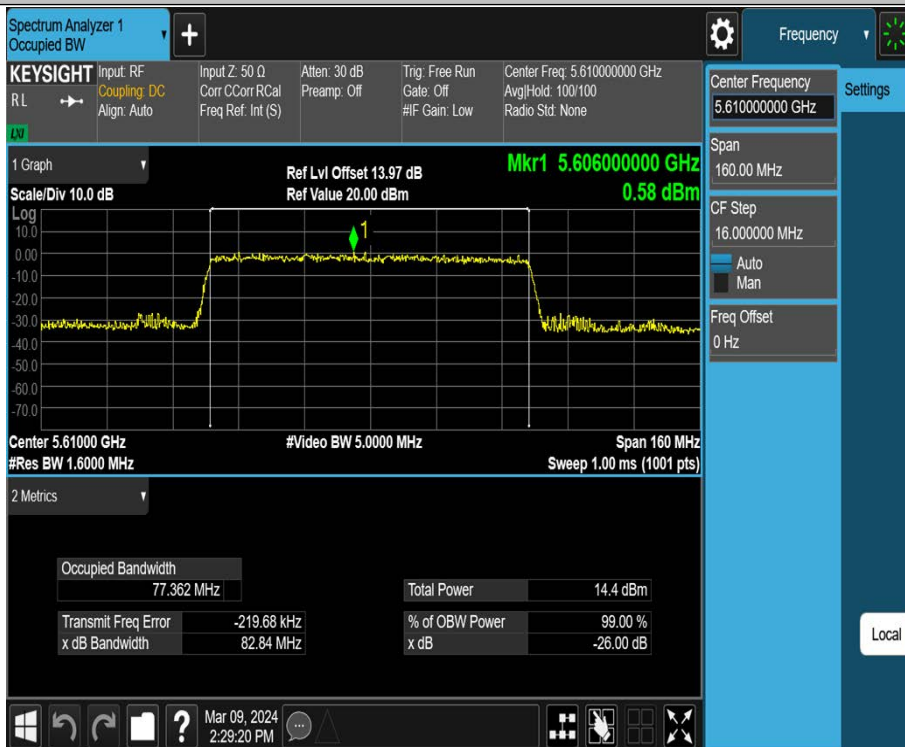 Spectrum Analyzer 1
Occupied BW
+
Frequency
KEYSIGHT
R L
LXI
Input: RF
Coupling: DC
Align: Auto
Input Z: 50 Ω
Corr CCorr RCal
Freq Ref: Int (S)
Atten: 30 dB
Preamp: Off
Trig: Free Run
Gate: Off
#IF Gain: Low
Center Freq: 5.610000000 GHz
Avg|Hold: 100/100
Radio Std: None
Center Frequency
5.610000000 GHz
Settings
Span
160.00 MHz
CF Step
16.000000 MHz
Auto
Man
Freq Offset
0 Hz
1 Graph
Scale/Div 10.0 dB
Ref Lvl Offset 13.97 dB
Ref Value 20.00 dBm
Mkr1 5.606000000 GHz
0.58 dBm
Log
10.0
0.00
-10.0
-20.0
-30.0
-40.0
-50.0
-60.0
-70.0
1
Center 5.61000 GHz
#Video BW 5.0000 MHz
Span 160 MHz
#Res BW 1.6000 MHz
Sweep 1.00 ms (1001 pts)
2 Metrics
Occupied Bandwidth
77.362 MHz
Total Power 14.4 dBm
Transmit Freq Error -219.68 kHz
% of OBW Power 99.00 %
x dB Bandwidth 82.84 MHz
x dB -26.00 dB
Local
?
Mar 09, 2024
2:29:20 PM